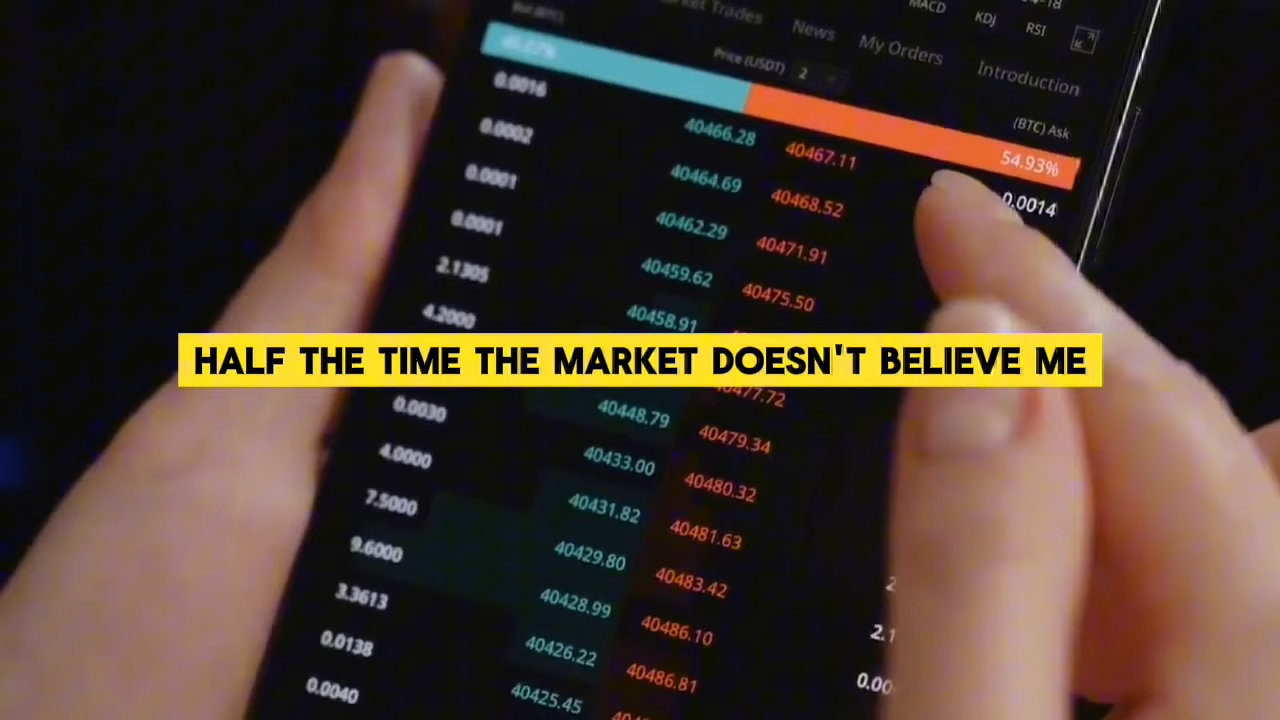 MACD KDJ RSI
Market Trades News My Orders Introduction
Price (USDT) 2
(BTC) Ask
54.93%
0.0016 40466.28 40467.11 0.0014
0.0002 40464.69 40468.52
0.0001 40462.29 40471.91
0.0001 40459.62 40475.50
2.1305 40458.91
4.2000
HALF THE TIME THE MARKET DOESN'T BELIEVE ME
0.0030 40448.79 40479.34
4.0000 40433.00 40480.32
7.5000 40431.82 40481.63
9.6000 40429.80 40483.42
3.3613 40428.99 40486.10
0.0138 40426.22 40486.81
0.0040 40425.45